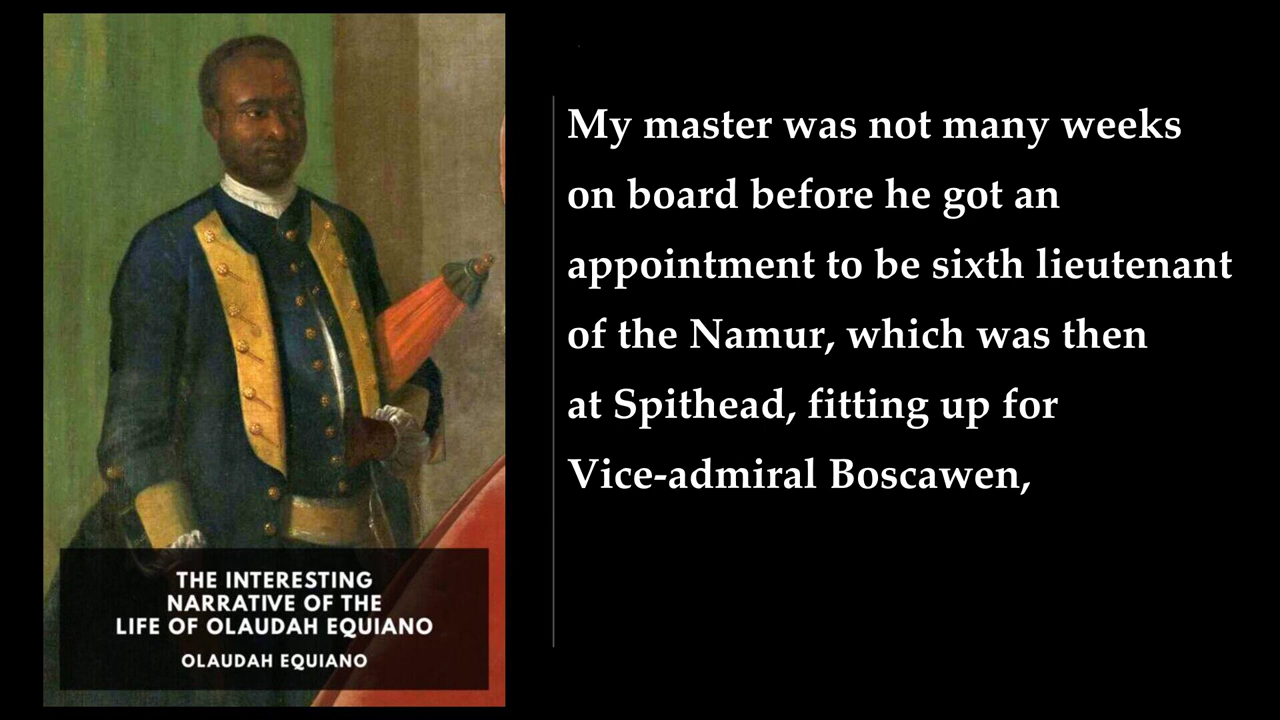 THE INTERESTING
NARRATIVE OF THE
LIFE OF OLAUDAH EQUIANO
OLAUDAH EQUIANO
My master was not many weeks
on board before he got an
appointment to be sixth lieutenant
of the Namur, which was then
at Spithead, fitting up for
Vice-admiral Boscawen,